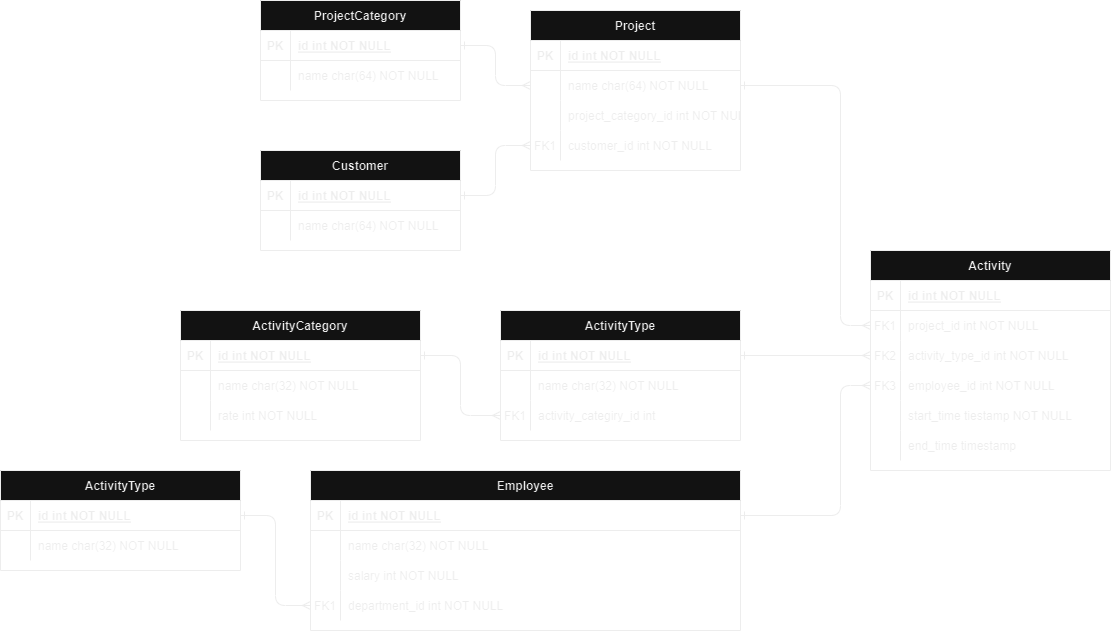 ProjectCategory
PK id int NOT NULL
name char(64) NOT NULL
Project
PK id int NOT NULL
name char(64) NOT NULL
project_category_id int NOT NUL
FK1 customer_id int NOT NULL
Customer
PK id int NOT NULL
name char(64) NOT NULL
Activity
PK id int NOT NULL
FK1 project_id int NOT NULL
FK2 activity_type_id int NOT NULL
FK3 employee_id int NOT NULL
start_time tiestamp NOT NULL
end_time timestamp
ActivityCategory
PK id int NOT NULL
name char(32) NOT NULL
rate int NOT NULL
ActivityType
PK id int NOT NULL
name char(32) NOT NULL
FK1 activity_categiry_id int
ActivityType
PK id int NOT NULL
name char(32) NOT NULL
Employee
PK id int NOT NULL
name char(32) NOT NULL
salary int NOT NULL
FK1 department_id int NOT NULL